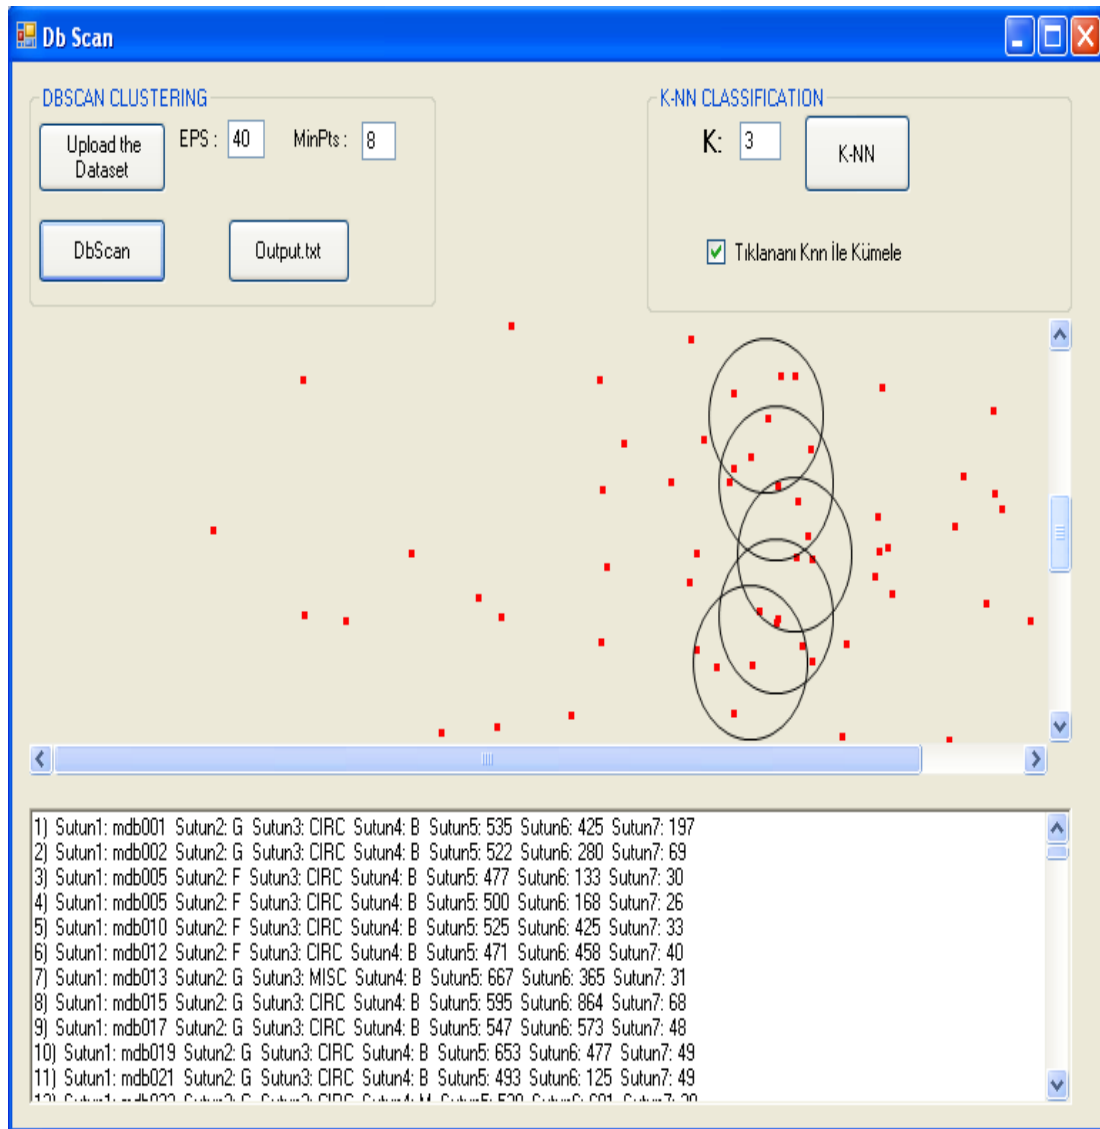 Db Scan
DBSCAN CLUSTERING
Upload the
Dataset
EPS : 40 MinPts : 8
DbScan
Output.txt
K-NN CLASSIFICATION
K: 3
K-NN
Tıklananı Knn İle Kümele
1) Sutun1: mdb001 Sutun2: G Sutun3: CIRC Sutun4: B Sutun5: 535 Sutun6: 425 Sutun7: 197
2) Sutun1: mdb002 Sutun2: G Sutun3: CIRC Sutun4: B Sutun5: 522 Sutun6: 280 Sutun7: 69
3) Sutun1: mdb005 Sutun2: F Sutun3: CIRC Sutun4: B Sutun5: 477 Sutun6: 133 Sutun7: 30
4) Sutun1: mdb005 Sutun2: F Sutun3: CIRC Sutun4: B Sutun5: 500 Sutun6: 168 Sutun7: 26
5) Sutun1: mdb010 Sutun2: F Sutun3: CIRC Sutun4: B Sutun5: 525 Sutun6: 425 Sutun7: 33
6) Sutun1: mdb012 Sutun2: F Sutun3: CIRC Sutun4: B Sutun5: 471 Sutun6: 458 Sutun7: 40
7) Sutun1: mdb013 Sutun2: G Sutun3: MISC Sutun4: B Sutun5: 667 Sutun6: 365 Sutun7: 31
8) Sutun1: mdb015 Sutun2: G Sutun3: CIRC Sutun4: B Sutun5: 595 Sutun6: 864 Sutun7: 68
9) Sutun1: mdb017 Sutun2: G Sutun3: CIRC Sutun4: B Sutun5: 547 Sutun6: 573 Sutun7: 48
10) Sutun1: mdb019 Sutun2: G Sutun3: CIRC Sutun4: B Sutun5: 653 Sutun6: 477 Sutun7: 49
11) Sutun1: mdb021 Sutun2: G Sutun3: CIRC Sutun4: B Sutun5: 493 Sutun6: 125 Sutun7: 49